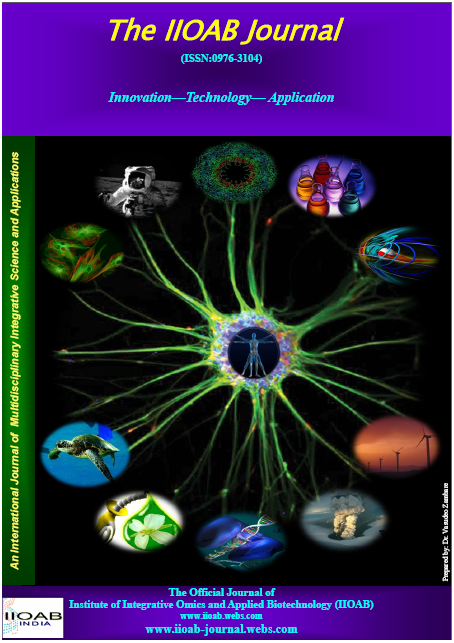 The IIOAB Journal
(ISSN:0976-3104)
Innovation—Technology— Application
An International Journal of Multidisciplinary Integrative Science and Applications
Prepared by: Dr. Vasudeo Zambare
The Official Journal of
Institute of Integrative Omics and Applied Biotechnology (IIOAB)
www.iioab.webs.com
www.iioab-journal.webs.com
IIOAB
INDIA